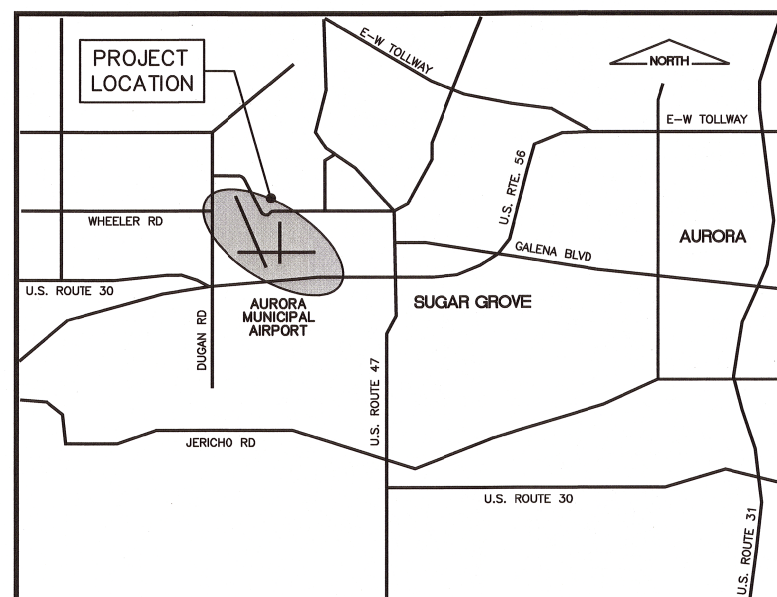 PROJECT
LOCATION
E-W TOLLWAY
NORTH
E-W TOLLWAY
U.S. RTE. 56
WHEELER RD
GALENA BLVD
AURORA
U.S. ROUTE 30
AURORA
MUNICIPAL
AIRPORT
SUGAR GROVE
DUGAN RD
U.S. ROUTE 47
JERICHO RD
U.S. ROUTE 30
U.S. ROUTE 31